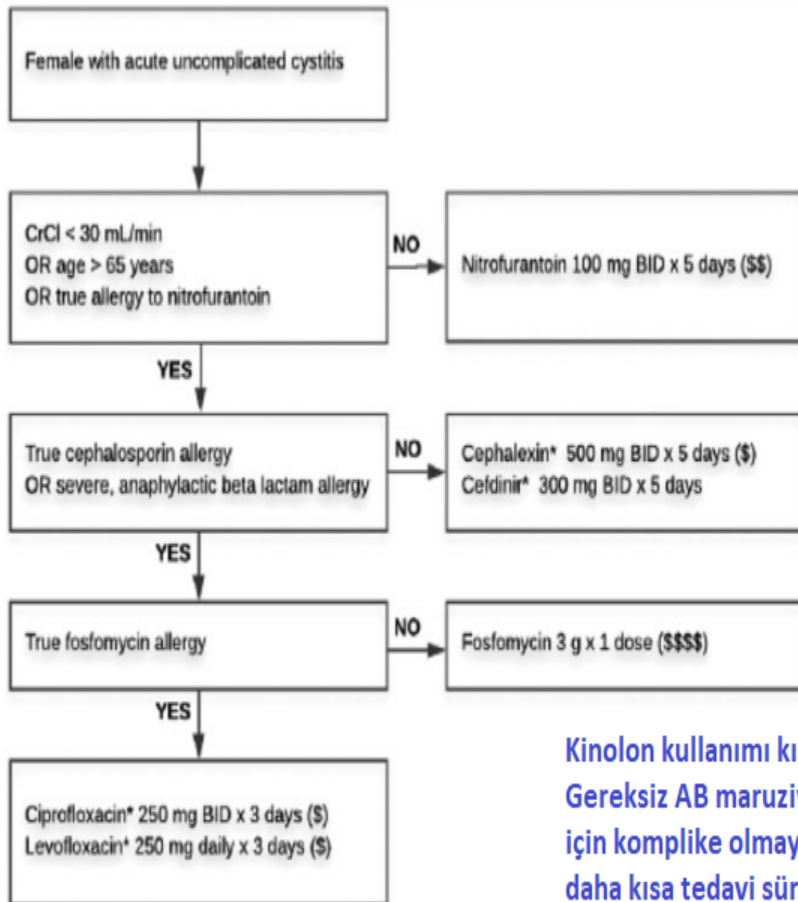 Female with acute uncomplicated cystitis
CrCl < 30 mL/min
OR age > 65 years
OR true allergy to nitrofurantoin
NO
Nitrofurantoin 100 mg BID x 5 days ($$)
YES
True cephalosporin allergy
OR severe, anaphylactic beta lactam allergy
NO
Cephalexin* 500 mg BID x 5 days ($)
Cefdinir* 300 mg BID x 5 days
YES
True fosfomycin allergy
NO
Fosfomycin 3 g x 1 dose ($$$$)
YES
Ciprofloxacin* 250 mg BID x 3 days ($)
Levofloxacin* 250 mg daily x 3 days ($)
Kinolon kullanımı
Gereksiz AB
için komplike
daha kısa tedavi